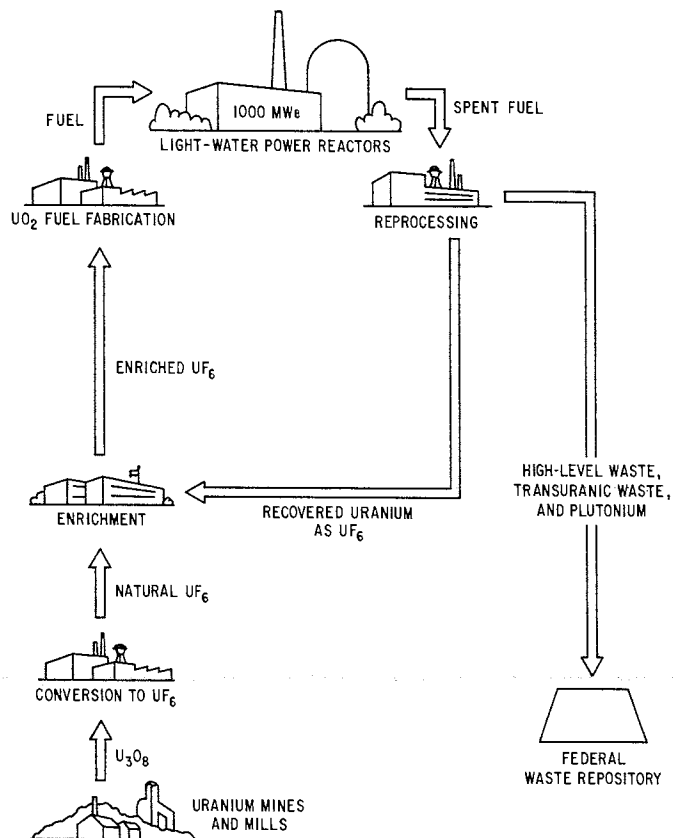 FUEL
1000 MWe
SPENT FUEL
LIGHT-WATER POWER REACTORS
UO₂ FUEL FABRICATION
REPROCESSING
ENRICHED UF₆
HIGH-LEVEL WASTE,
TRANSURANIC WASTE,
AND PLUTONIUM
ENRICHMENT
RECOVERED URANIUM
AS UF₆
NATURAL UF₆
CONVERSION TO UF₆
U₃O₈
FEDERAL
WASTE REPOSITORY
URANIUM MINES
AND MILLS